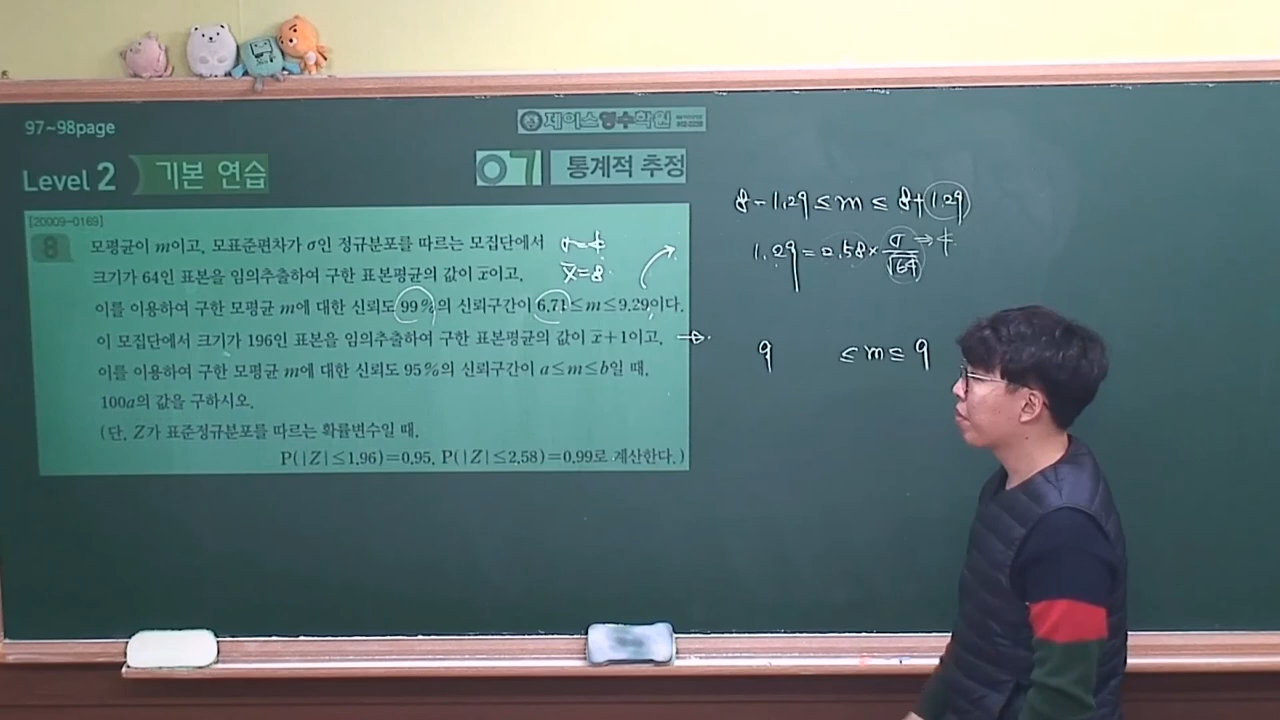 97~98page
제이스영수학원
Level 2 기본 연습
07 통계적 추정
[20009-0169]
8
모평균이 m이고, 모표준편차가 σ인 정규분포를 따르는 모집단에서
크기가 64인 표본을 임의추출하여 구한 표본평균의 값이 x̄이고,
이를 이용하여 구한 모평균 m에 대한 신뢰도 99%의 신뢰구간이 6.71≤m≤9.29이다.
이 모집단에서 크기가 196인 표본을 임의추출하여 구한 표본평균의 값이 x̄+1이고,
이를 이용하여 구한 모평균 m에 대한 신뢰도 95%의 신뢰구간이 a≤m≤b일 때,
100a의 값을 구하시오.
(단, Z가 표준정규분포를 따르는 확률변수일 때,
P(|Z|≤1.96)=0.95, P(|Z|≤2.58)=0.99로 계산한다.)
σ=4
x̄=8
8-1.29≤m≤8+1.29
1.29=2.58×σ/√64 ⇒4
9 ≤m≤ 9